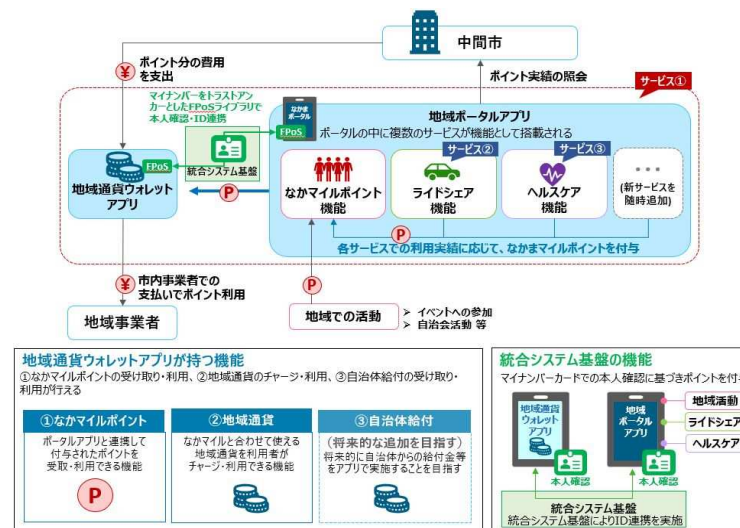 中間市
ポイント分の費用
を支出
ポイント実績の照会
サービス①
マイナンバーをトラストアン
カーとしたFPoSライブラリで
本人確認・ID連携
なかま
ポータル
FPoS
地域ポータルアプリ
ポータルの中に複数のサービスが機能として搭載される
サービス②
サービス③
FPoS
統合システム基盤
地域通貨ウォレット
アプリ
P
なかマイルポイント
機能
ライドシェア
機能
ヘルスケア
機能
(新サービスを
随時追加)
P
各サービスでの利用実績に応じて、なかまマイルポイントを付与
¥
市内事業者での
支払いでポイント利用
P
地域事業者
地域での活動
➢ イベントへの参加
➢ 自治会活動 等
地域通貨ウォレットアプリが持つ機能
①なかマイルポイントの受け取り・利用、②地域通貨のチャージ・利用、③自治体給付の受け取り・
利用が行える
①なかマイルポイント
ポータルアプリと連携して
付与されたポイントを
受取・利用できる機能
P
②地域通貨
なかマイルと合わせて使える
地域通貨を利用者が
チャージ・利用できる機能
③自治体給付
(将来的な追加を目指す)
将来的に自治体からの給付金等
をアプリで実施することを目指す
統合システム基盤の機能
マイナンバーカードでの本人確認に基づきポイントを付与
地域通貨
ウォレット
アプリ
本人確認
地域
ポータル
アプリ
本人確認
地域活動
ライドシェア
ヘルスケア
統合システム基盤
統合システム基盤によりID連携を実施